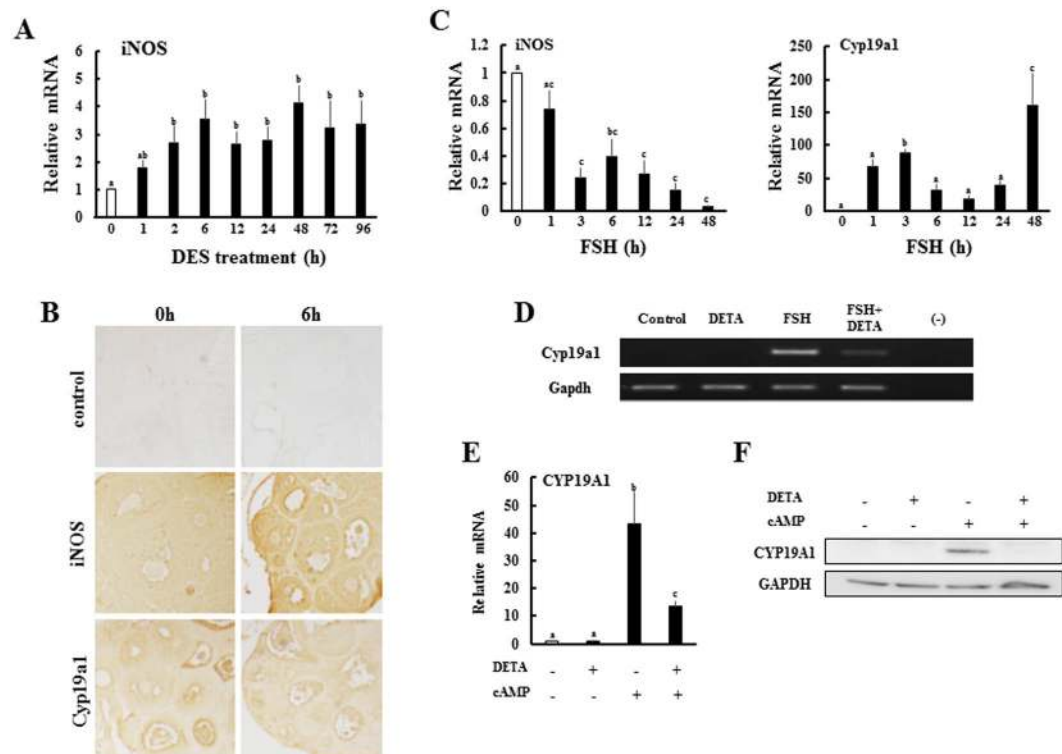 A
iNOS
Relative mRNA
6
5
4
3
2
1
0
a
ab
b
b
b
b
b
b
b
0 1 2 6 12 24 48 72 96
DES treatment (h)
C
iNOS
Relative mRNA
1.2
1
0.8
0.6
0.4
0.2
0
a
ac
c
bc
c
c
c
0 1 3 6 12 24 48
FSH (h)
Cyp19a1
Relative mRNA
250
200
150
100
50
0
a
a
b
a
a
a
c
0 1 3 6 12 24 48
FSH (h)
B
0h 6h
control
iNOS
Cyp19a1
D
Control DETA FSH FSH+ DETA (-)
Cyp19a1
Gapdh
E
CYP19A1
Relative mRNA
60
50
40
30
20
10
0
a
a
b
c
DETA - + - +
cAMP - - + +
F
DETA - + - +
cAMP - - + +
CYP19A1
GAPDH